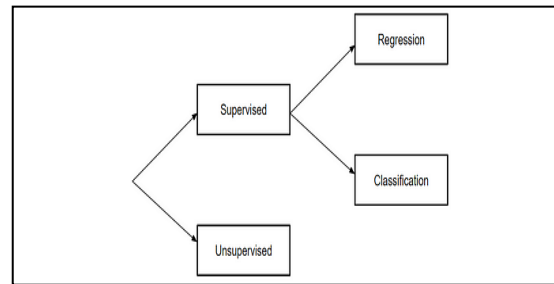 Regression
Supervised
Classification
Unsupervised